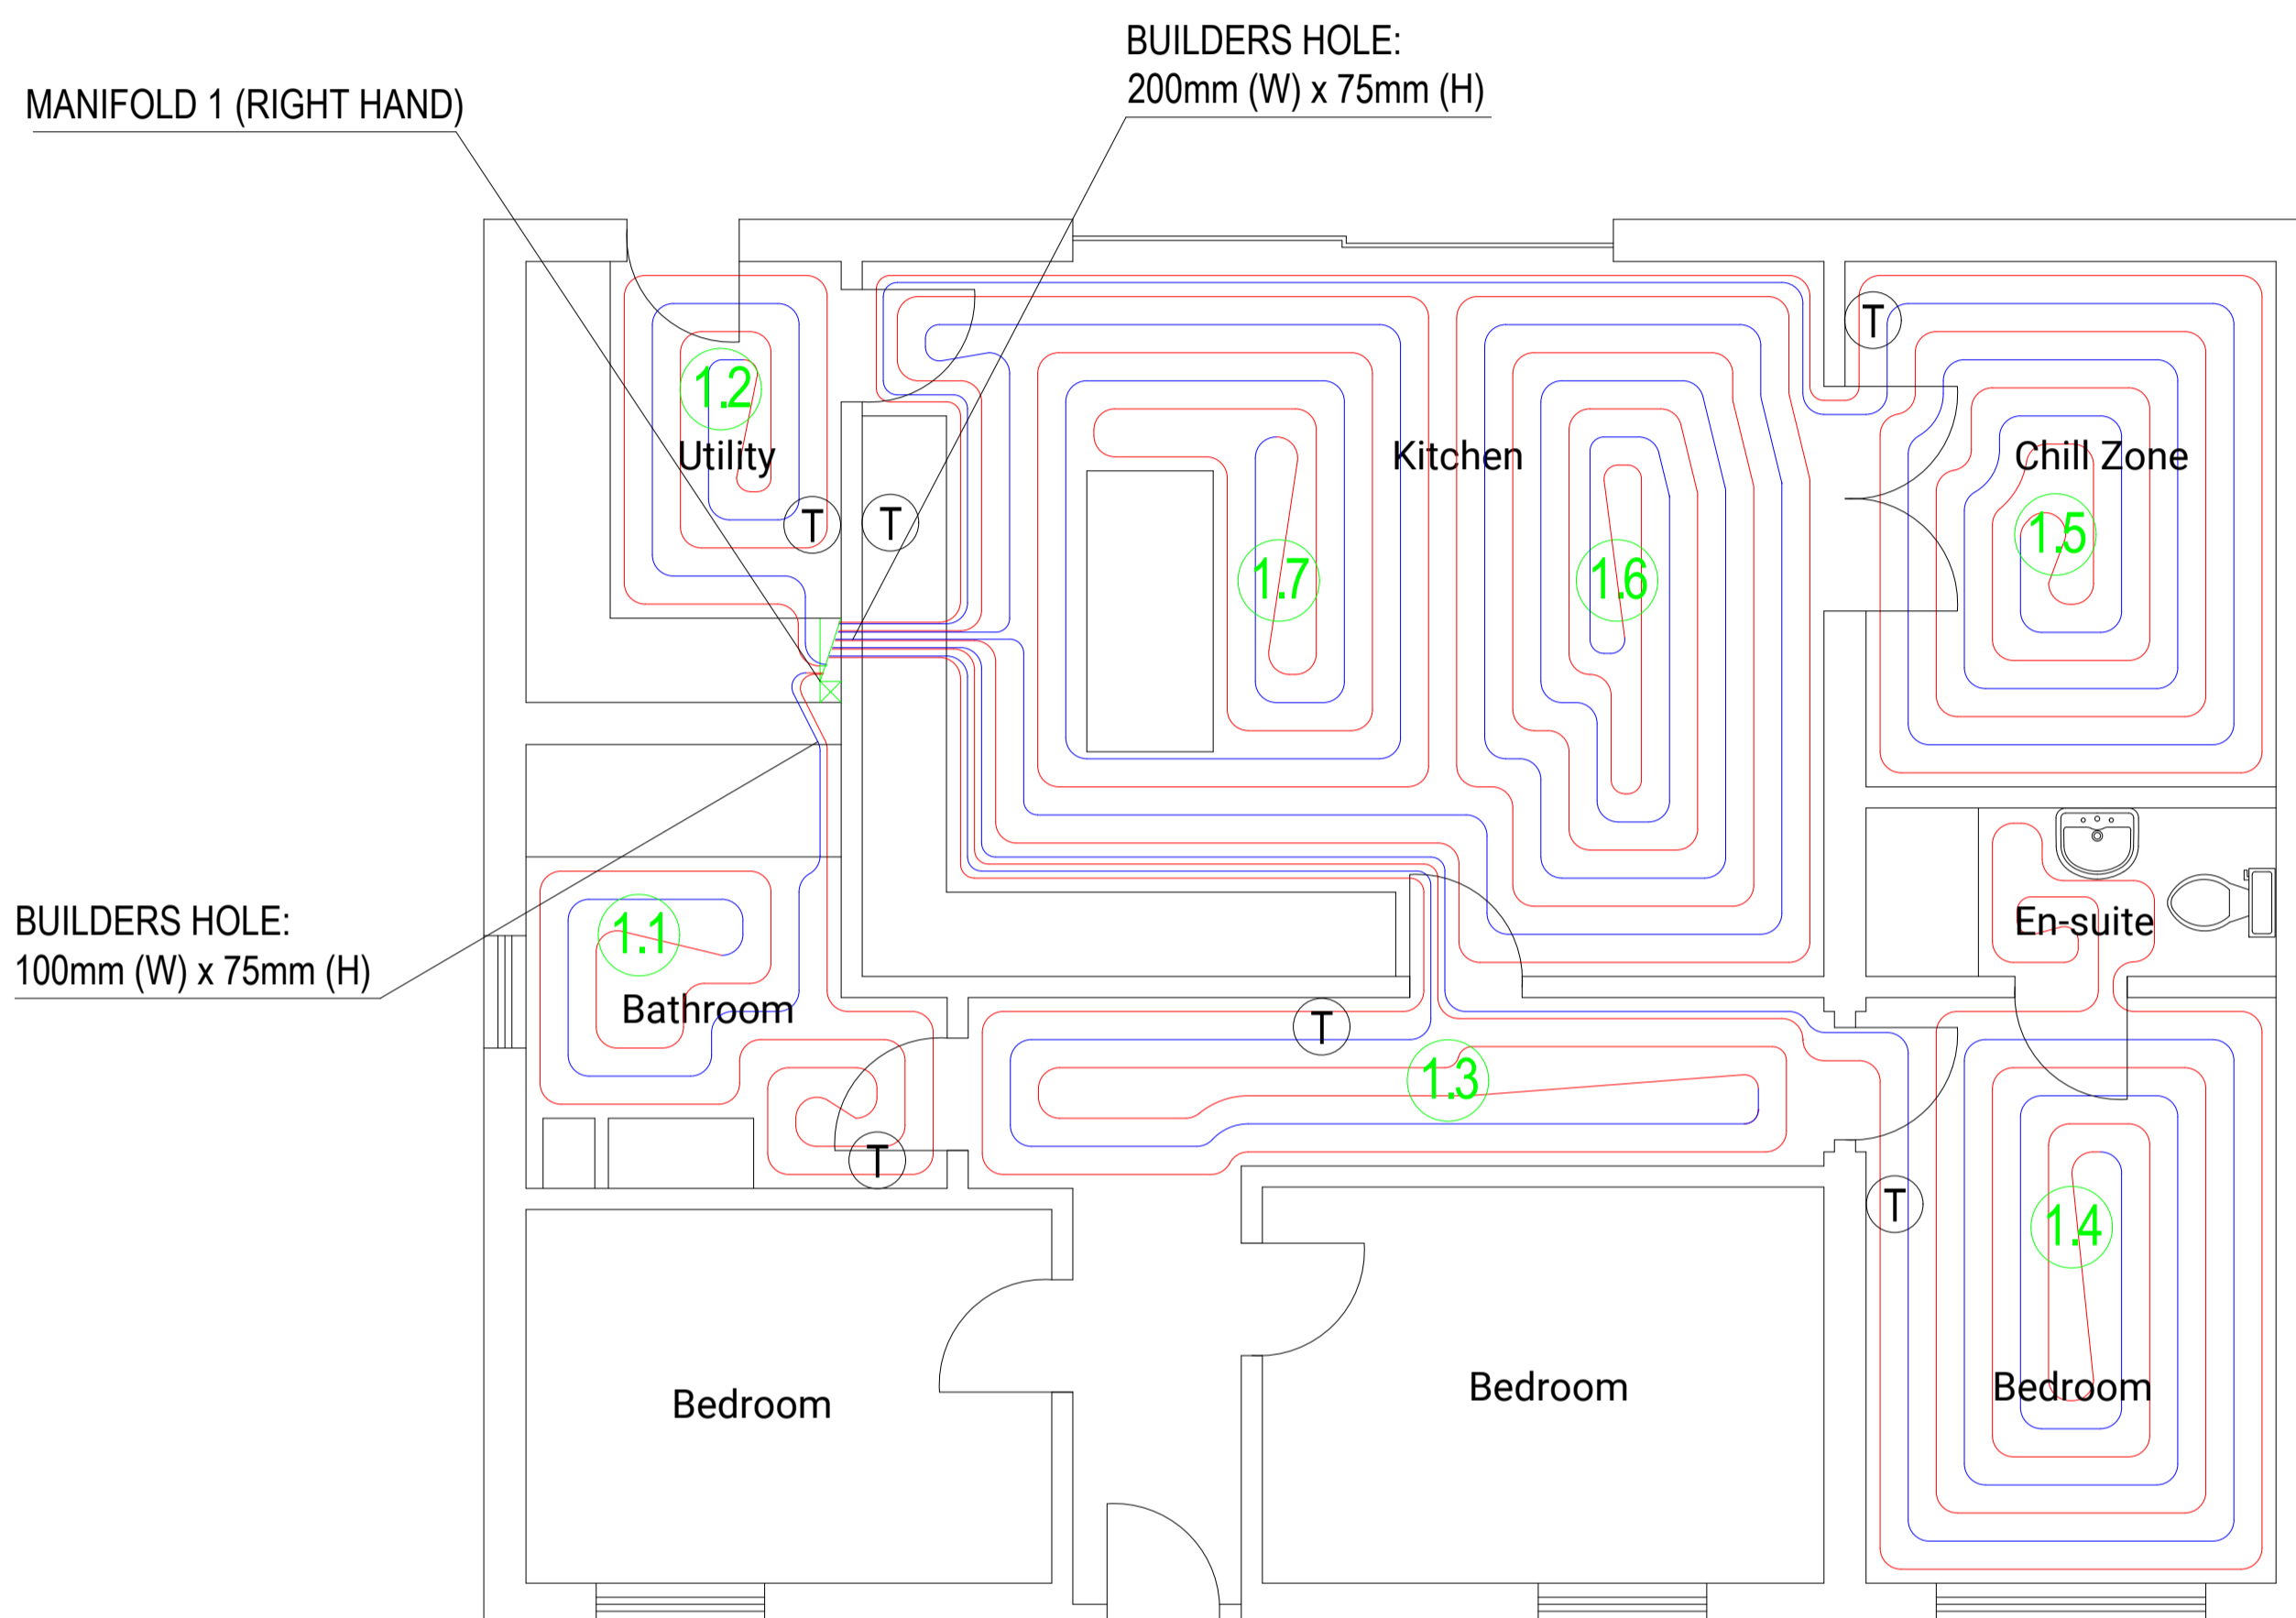 BUILDERS HOLE:
200mm (W) x 75mm (H)
MANIFOLD 1 (RIGHT HAND)
T
1.2
Utility
Kitchen
Chill Zone
T
T
1.5
1.7
1.6
BUILDERS HOLE:
100mm (W) x 75mm (H)
1.1
Bathroom
En-suite
T
1.3
T
T
1.4
Bedroom
Bedroom
Bedroom